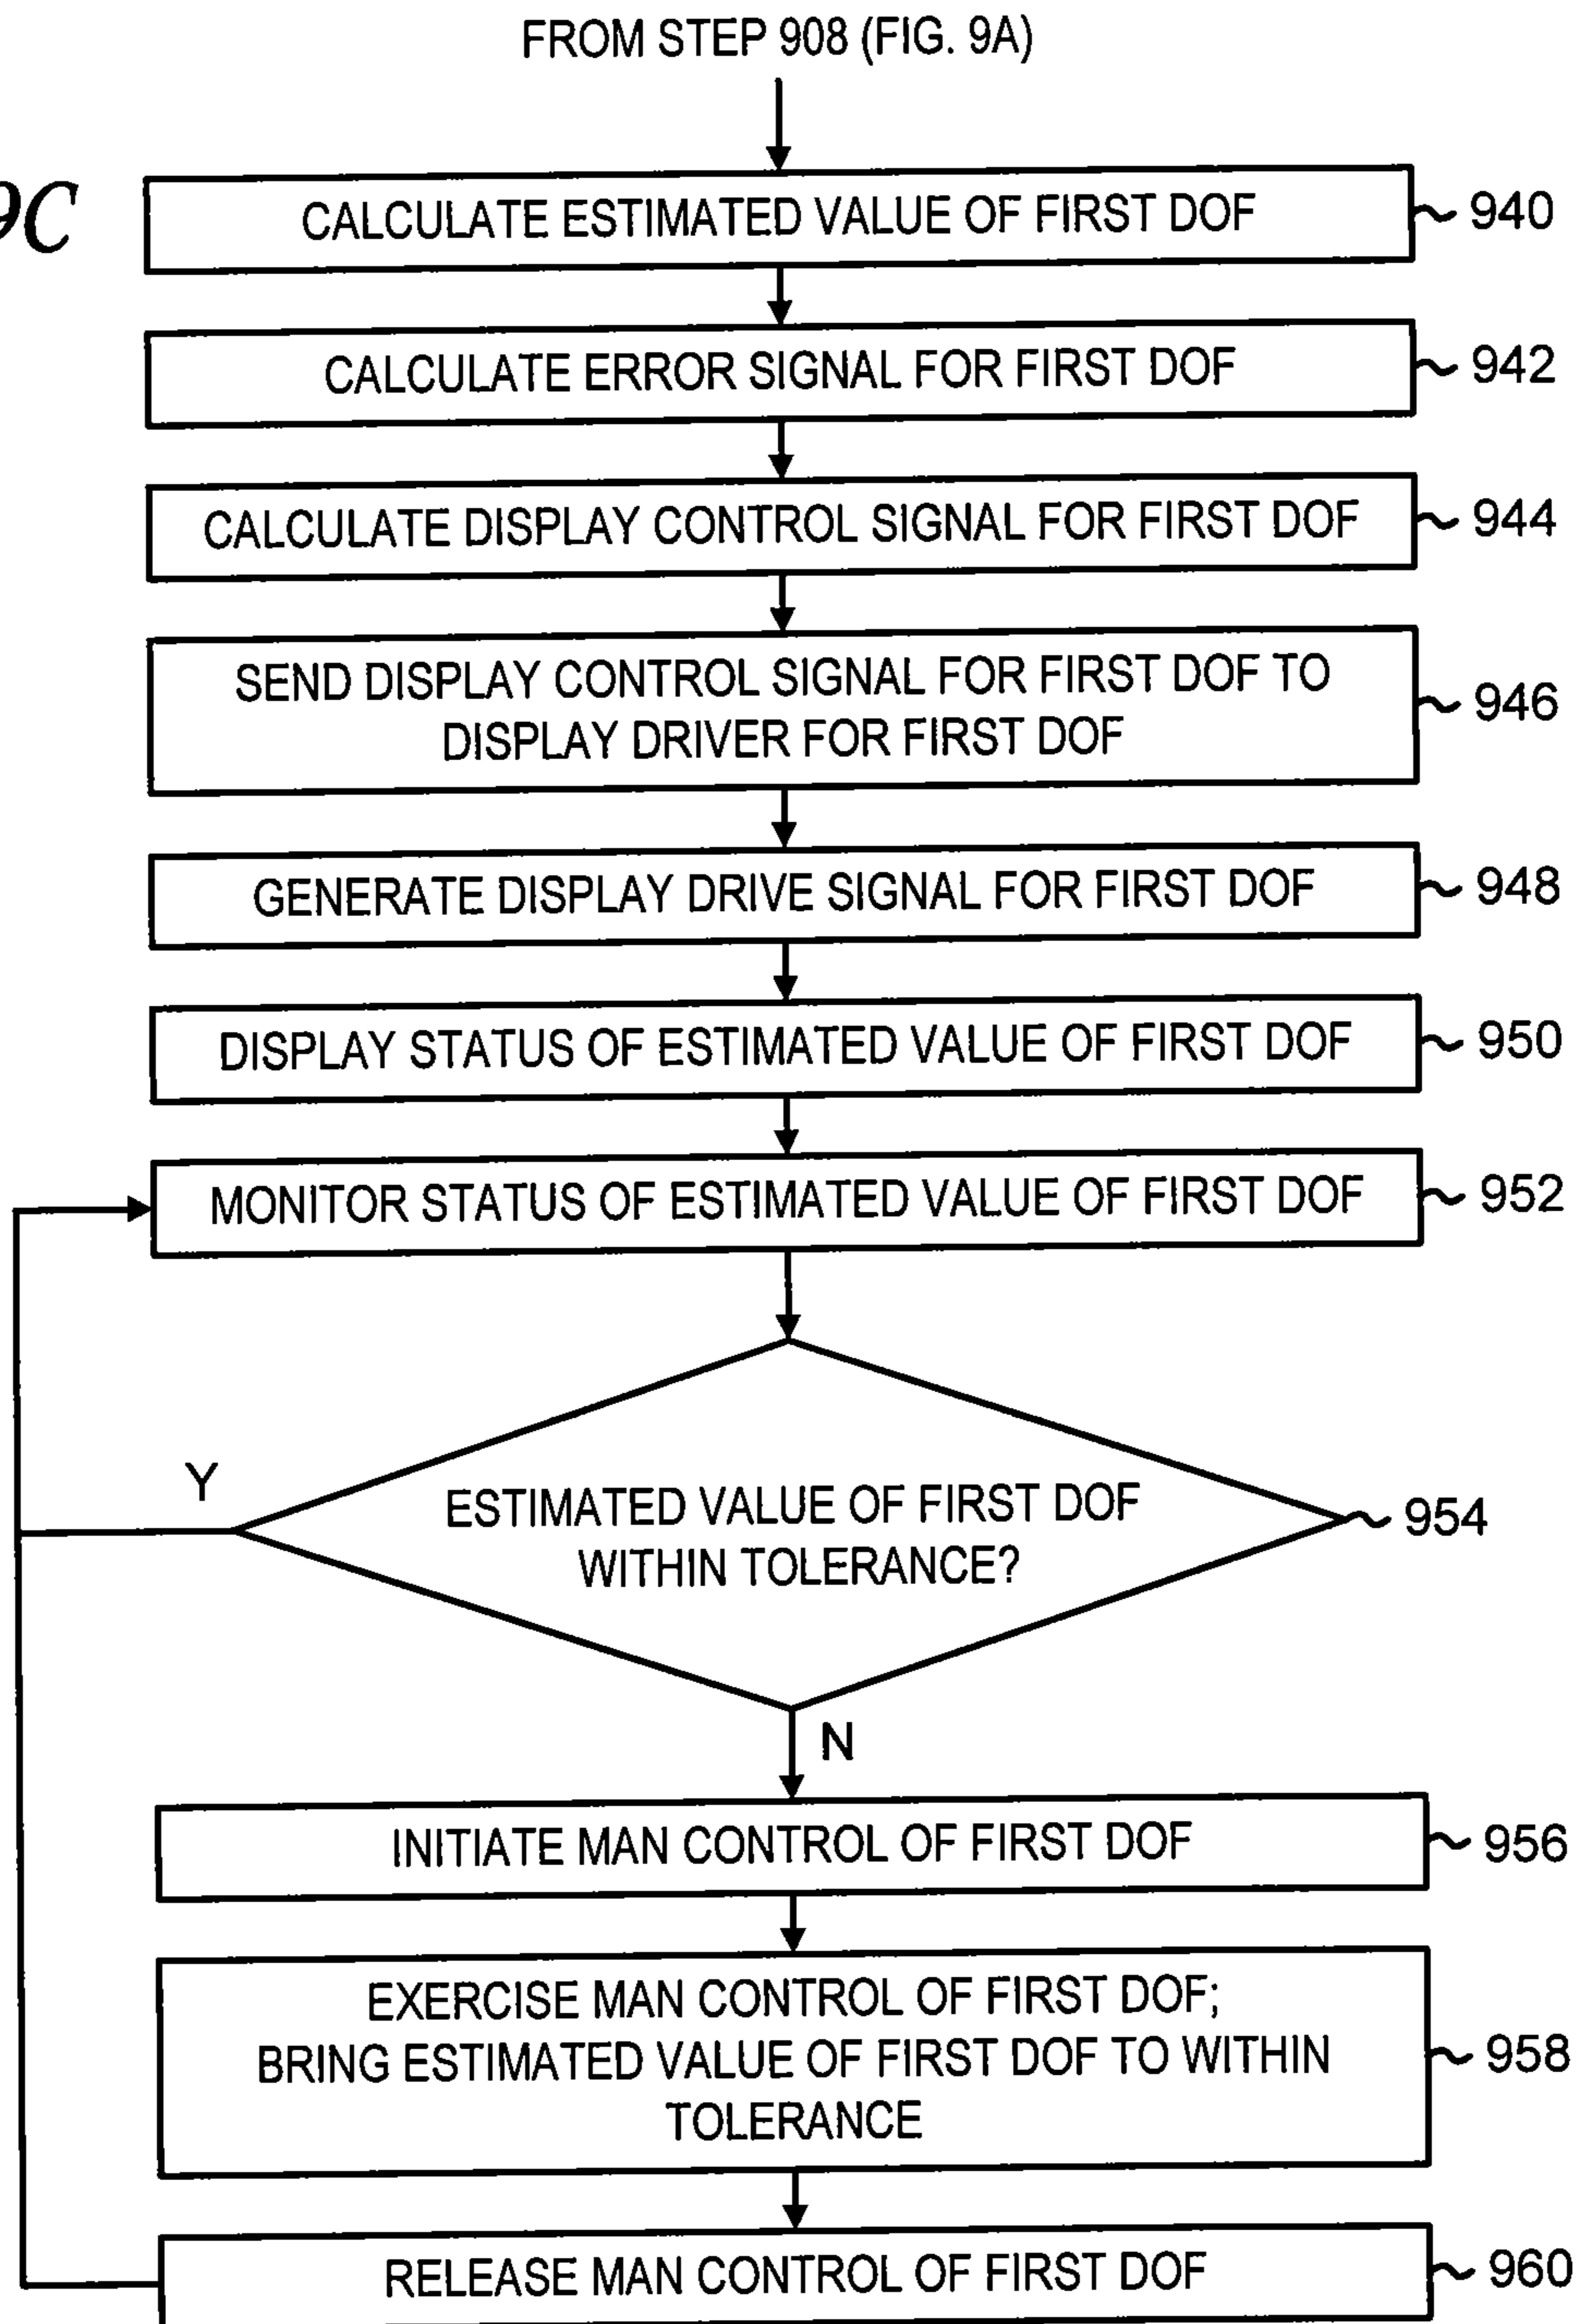 FROM STEP 908 (FIG. 9A)
9C
CALCULATE ESTIMATED VALUE OF FIRST DOF
940
CALCULATE ERROR SIGNAL FOR FIRST DOF
942
CALCULATE DISPLAY CONTROL SIGNAL FOR FIRST DOF
944
SEND DISPLAY CONTROL SIGNAL FOR FIRST DOF TO
DISPLAY DRIVER FOR FIRST DOF
946
GENERATE DISPLAY DRIVE SIGNAL FOR FIRST DOF
948
DISPLAY STATUS OF ESTIMATED VALUE OF FIRST DOF
950
MONITOR STATUS OF ESTIMATED VALUE OF FIRST DOF
952
Y
ESTIMATED VALUE OF FIRST DOF
WITHIN TOLERANCE?
954
N
INITIATE MAN CONTROL OF FIRST DOF
956
EXERCISE MAN CONTROL OF FIRST DOF;
BRING ESTIMATED VALUE OF FIRST DOF TO WITHIN
TOLERANCE
958
RELEASE MAN CONTROL OF FIRST DOF
960